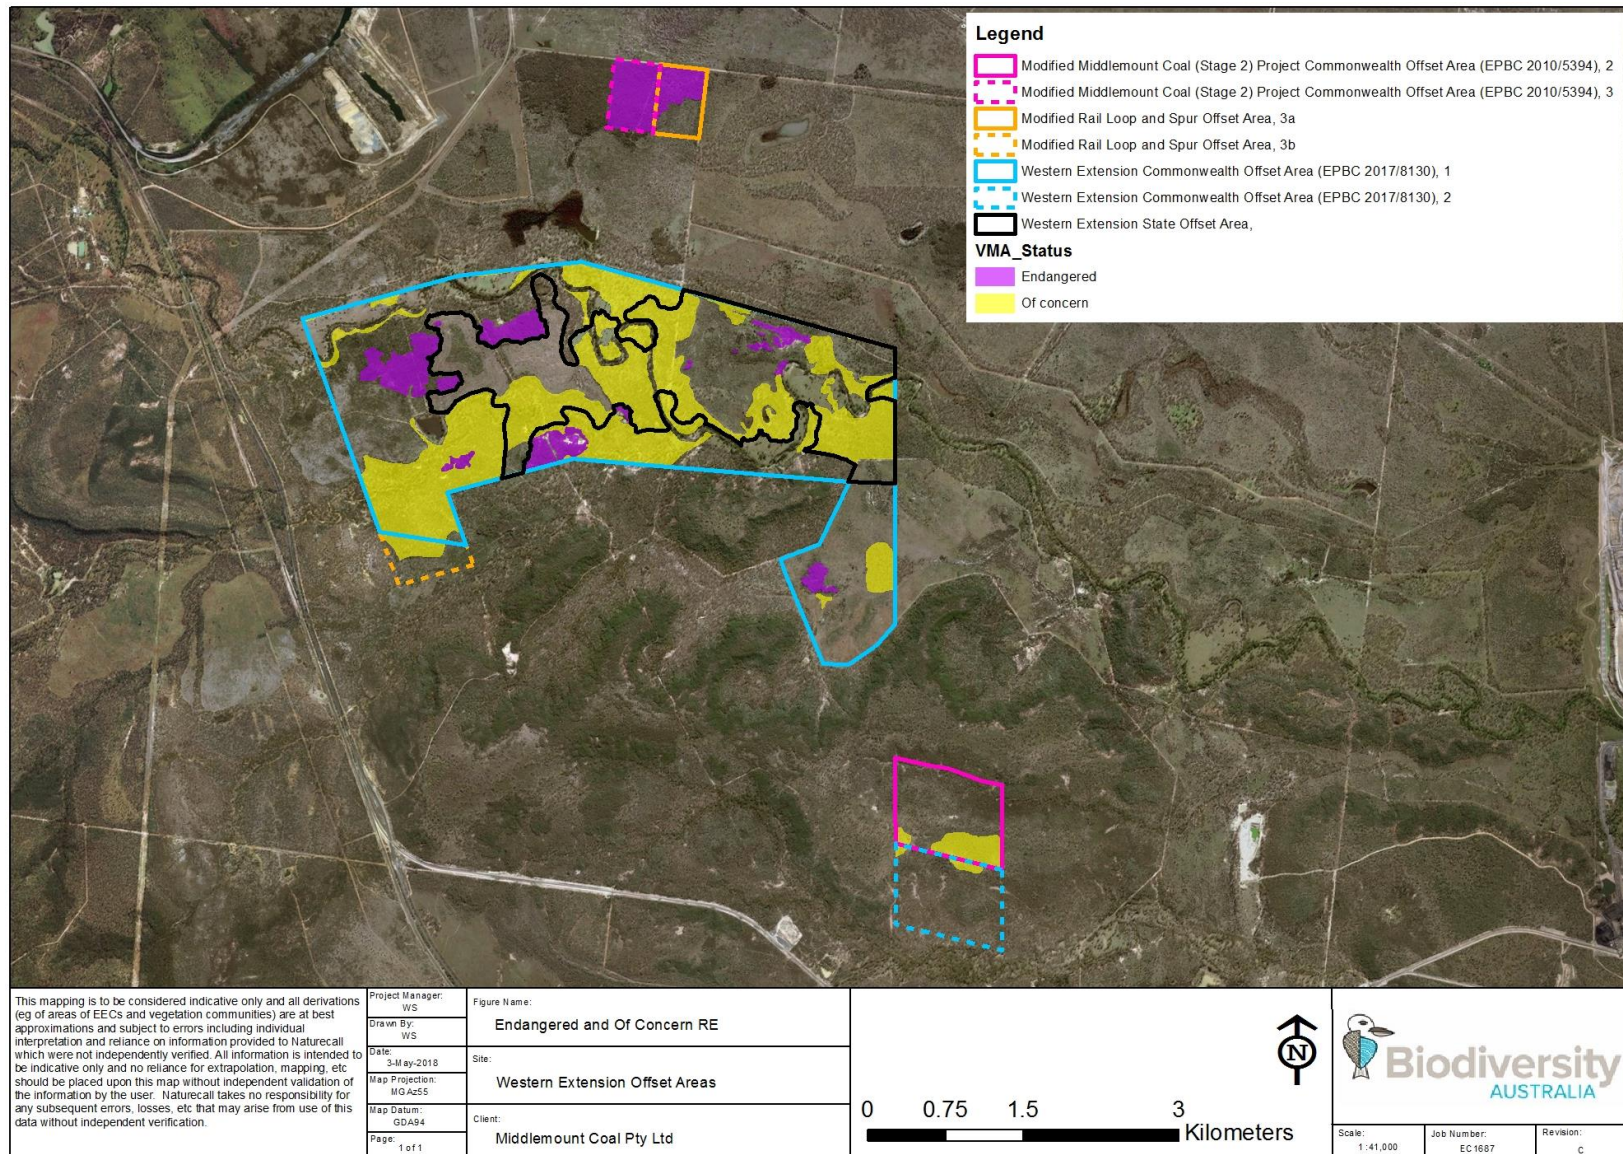 Legend
Modified Middlemount Coal (Stage 2) Project Commonwealth Offset Area (EPBC 2010/5394), 2
Modified Middlemount Coal (Stage 2) Project Commonwealth Offset Area (EPBC 2010/5394), 3
Modified Rail Loop and Spur Offset Area, 3a
Modified Rail Loop and Spur Offset Area, 3b
Western Extension Commonwealth Offset Area (EPBC 2017/8130), 1
Western Extension Commonwealth Offset Area (EPBC 2017/8130), 2
Western Extension State Offset Area,
VMA_Status
Endangered
Of concern
This mapping is to be considered indicative only and all derivations
(eg of areas of EECs and vegetation communities) are at best
approximations and subject to errors including individual
interpretation and reliance on information provided to Naturecall
which were not independently verified. All information is intended to
be indicative only and no reliance for extrapolation, mapping, etc
should be placed upon this map without independent validation of
the information by the user. Naturecall takes no responsibility for
any subsequent errors, losses, etc that may arise from use of this
data without independent verification.
Project Manager:
WS
Drawn By:
WS
Date:
3-May-2018
Map Projection:
MGAz55
Map Datum:
GDA94
Page:
1 of 1
Figure Name:
Endangered and Of Concern RE
Site:
Western Extension Offset Areas
Client:
Middlemount Coal Pty Ltd
N
0 0.75 1.5 3
Kilometers
Biodiversity
AUSTRALIA
Scale:
1:41,000
Job Number:
EC1687
Revision:
C